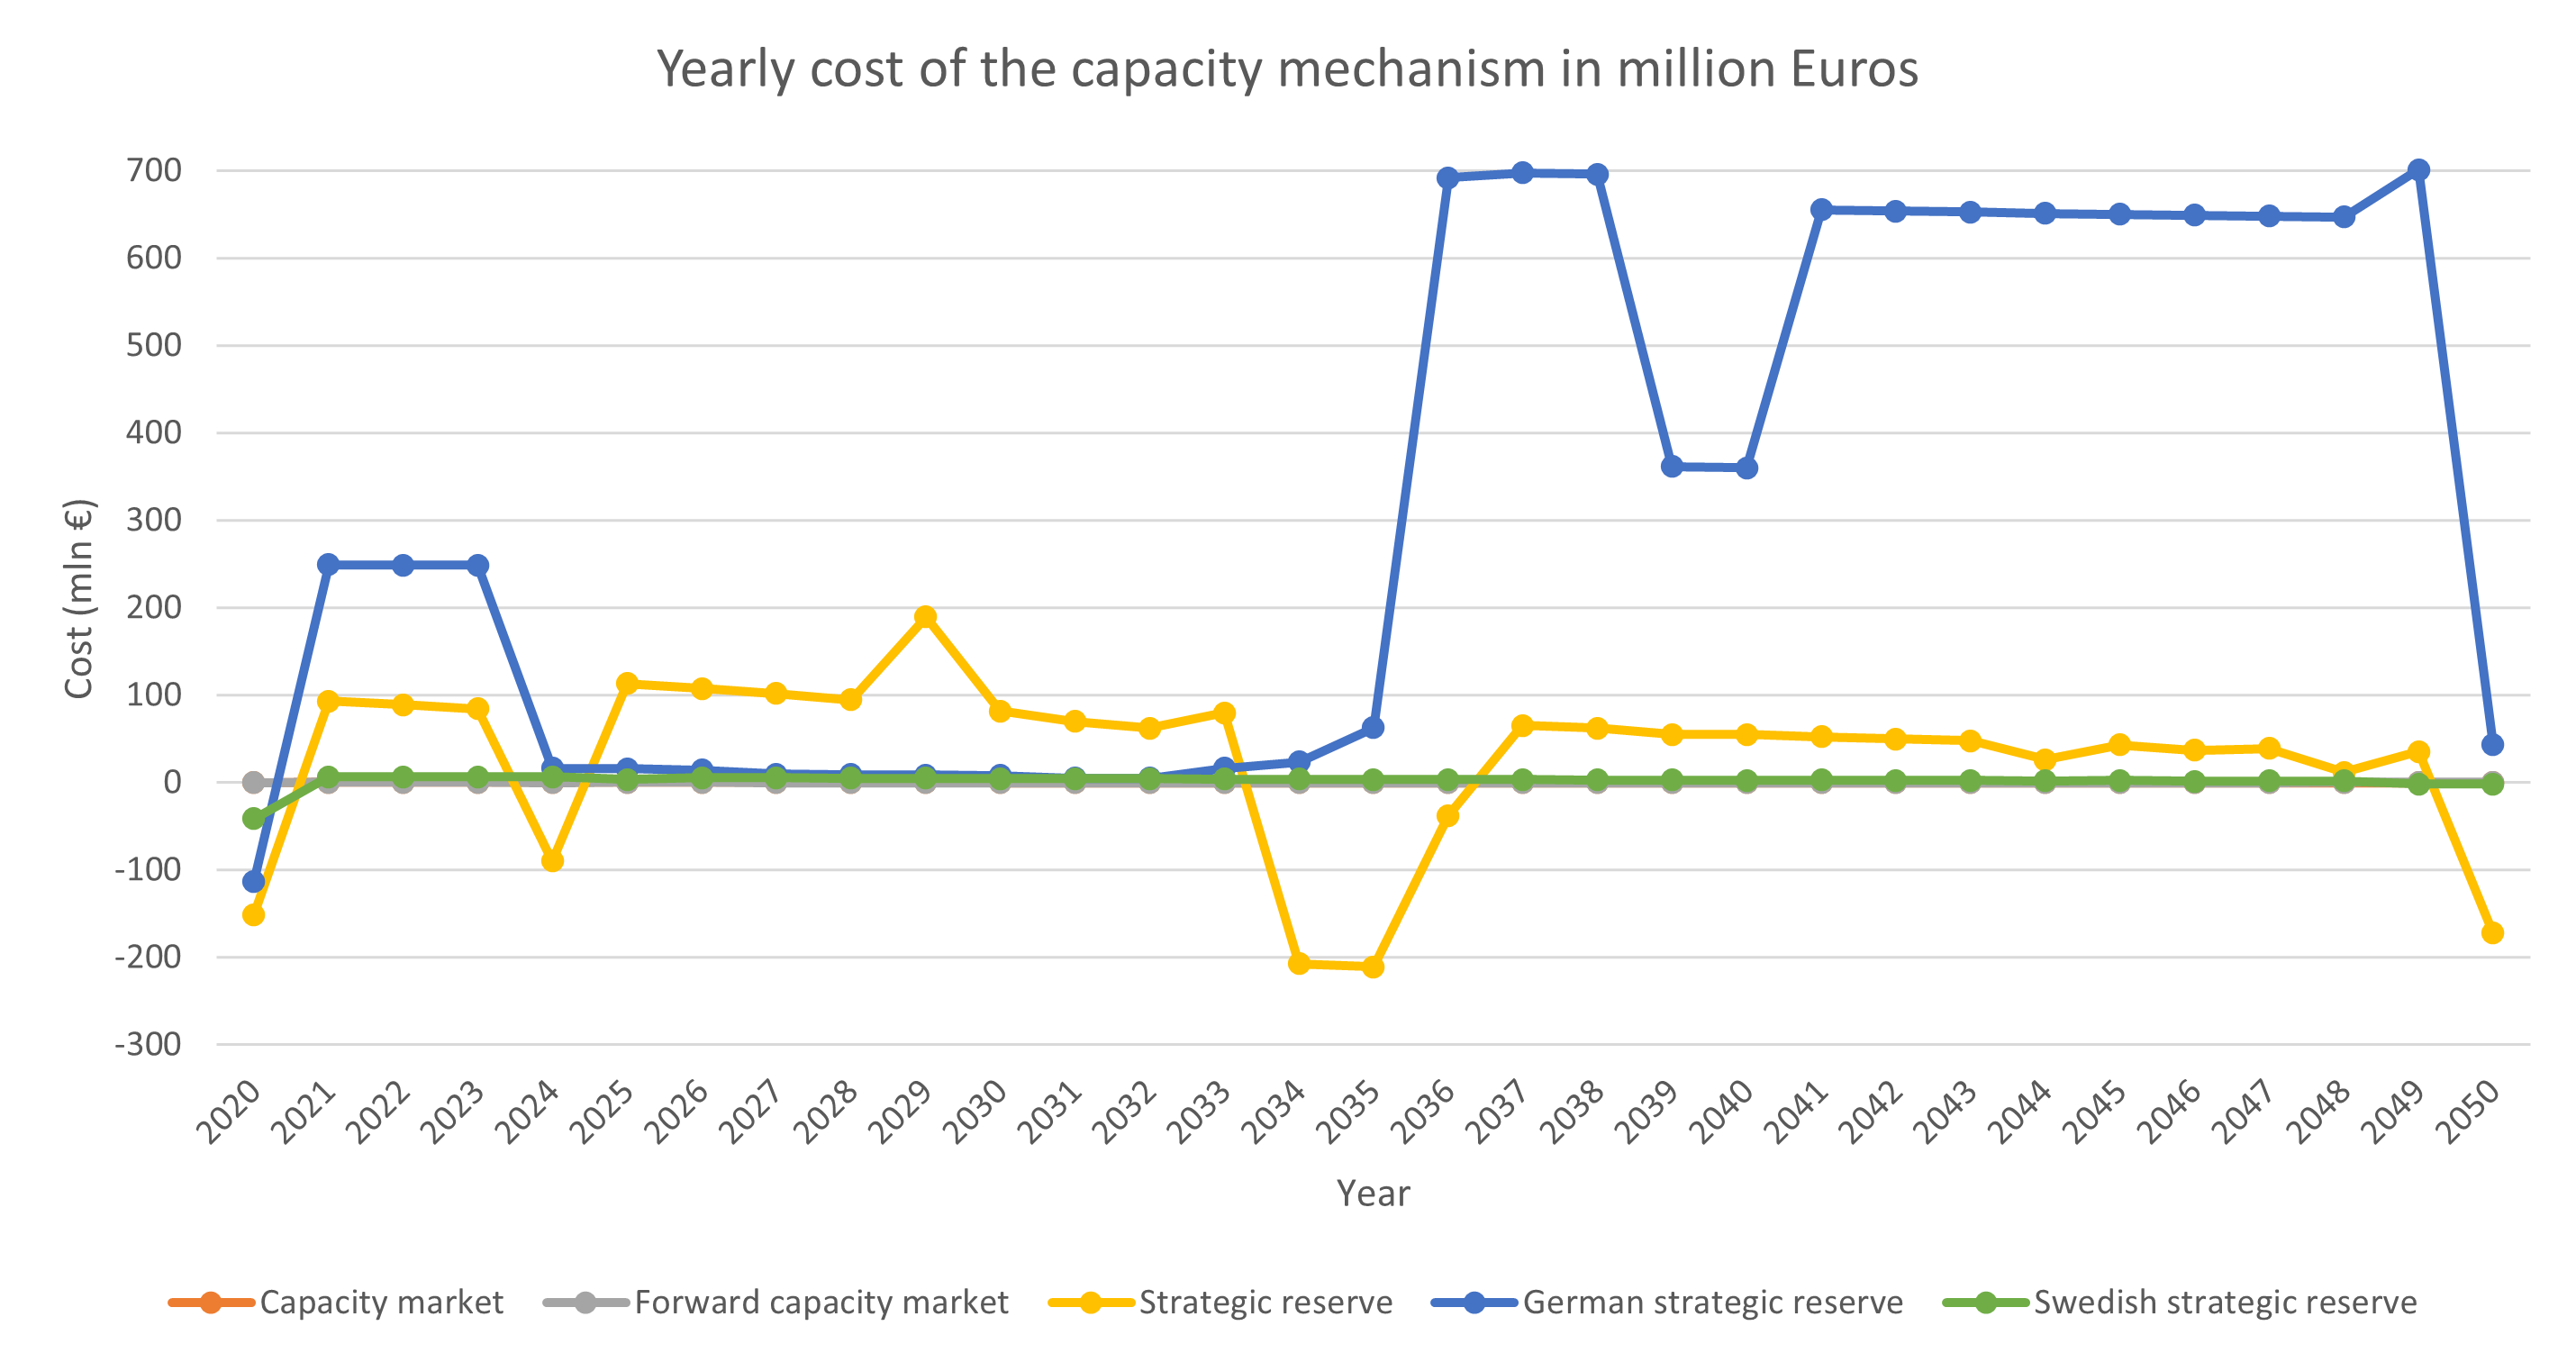 Yearly cost of the capacity mechanism in million Euros
700
600
500
400
300
200
100
0
-100
-200
-300
Cost (mln €)
2020 2021 2022 2023 2024 2025 2026 2027 2028 2029 2030 2031 2032 2033 2034 2035 2036 2037 2038 2039 2040 2041 2042 2043 2044 2045 2046 2047 2048 2049 2050
Year
Capacity market Forward capacity market Strategic reserve German strategic reserve Swedish strategic reserve